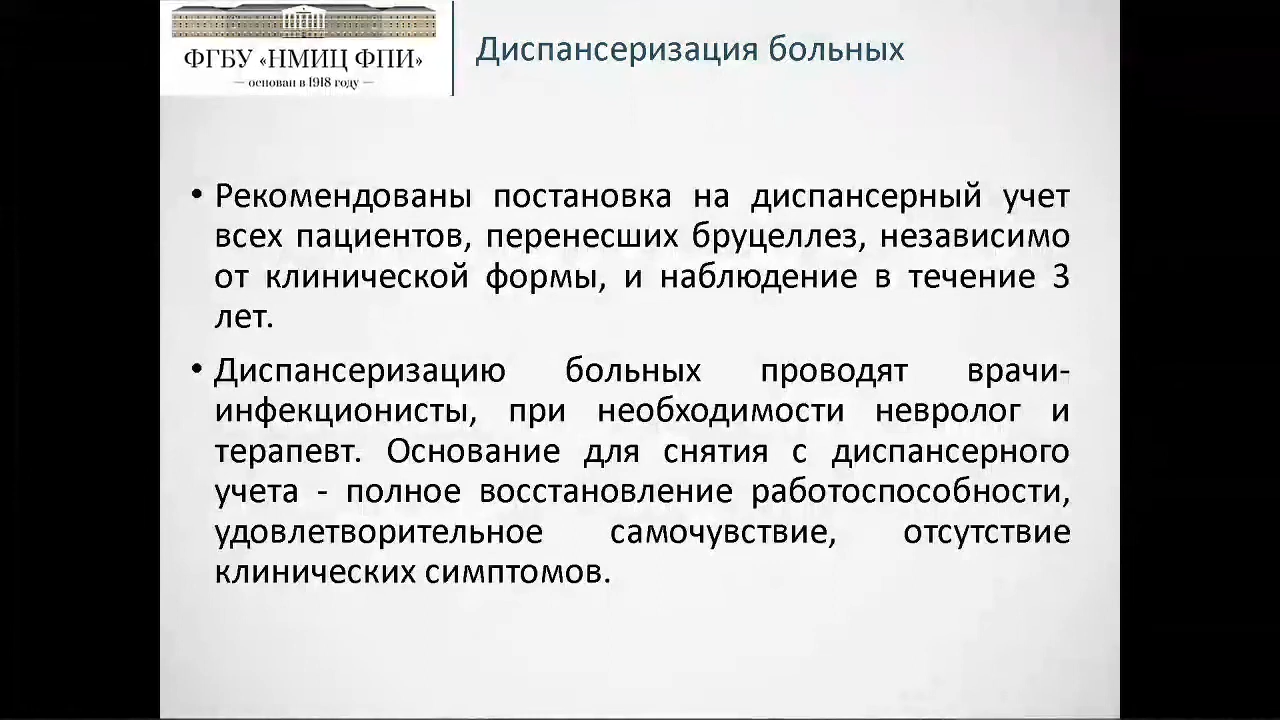 ФГБУ «НМИЦ ФПИ»
— основан в 1918 году —
Диспансеризация больных
• Рекомендованы постановка на диспансерный учет
всех пациентов, перенесших бруцеллез, независимо
от клинической формы, и наблюдение в течение 3
лет.
• Диспансеризацию больных проводят врачи-
инфекционисты, при необходимости невролог и
терапевт. Основание для снятия с диспансерного
учета - полное восстановление работоспособности,
удовлетворительное самочувствие, отсутствие
клинических симптомов.